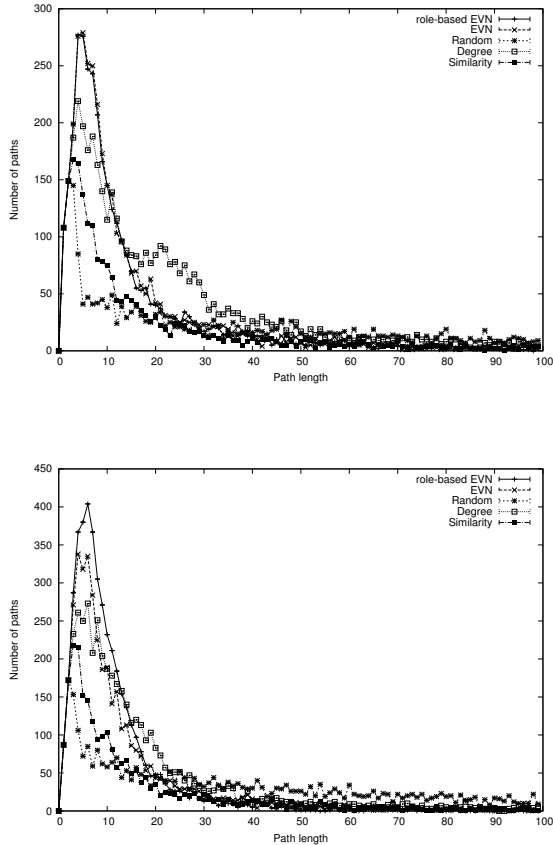 300
250
200
150
100
50
0
Number of paths
0 10 20 30 40 50 60 70 80 90 100
Path length
role-based EVN
EVN
Random
Degree
Similarity
450
400
350
300
250
200
150
100
50
0
Number of paths
0 10 20 30 40 50 60 70 80 90 100
Path length
role-based EVN
EVN
Random
Degree
Similarity